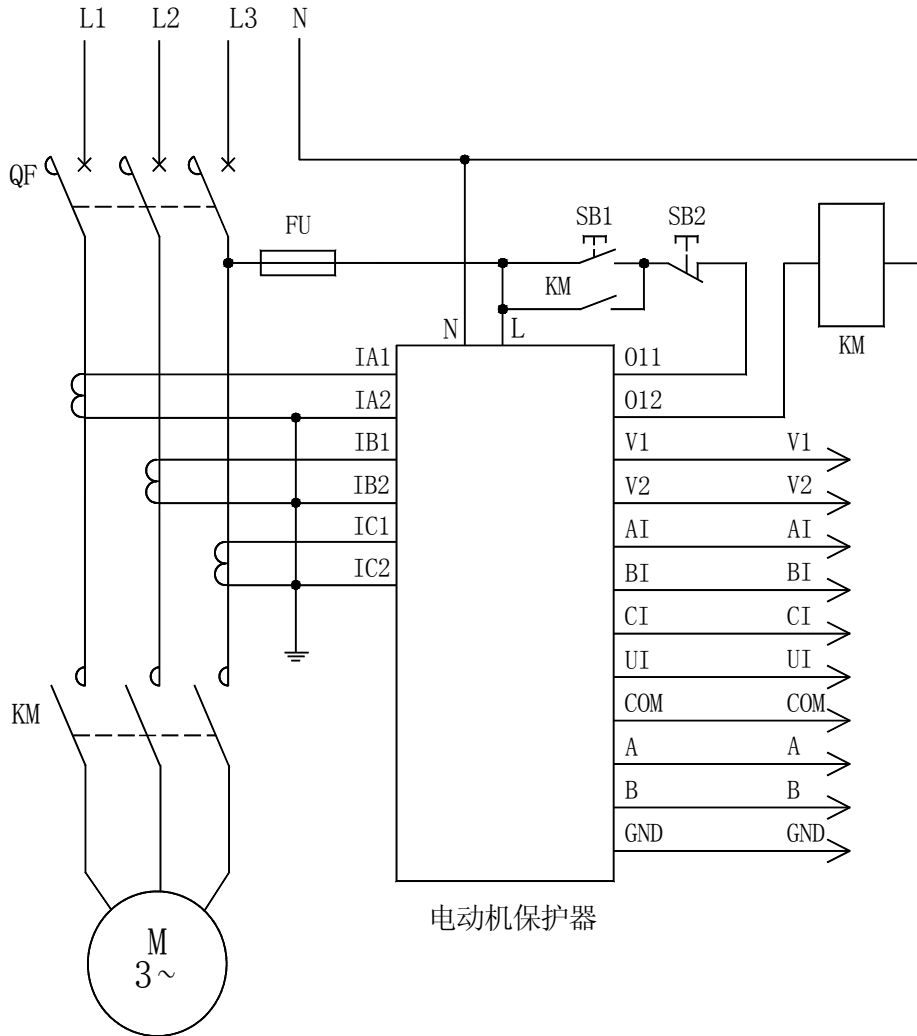 L1 L2 L3 N
QF
FU
SB1 SB2
KM
KM
N L
IA1
IA2
IB1
IB2
IC1
IC2
O11
O12
V1 V1
V2 V2
AI AI
BI BI
CI CI
UI UI
COM COM
A A
B B
GND GND
KM
电动机保护器
M
3~